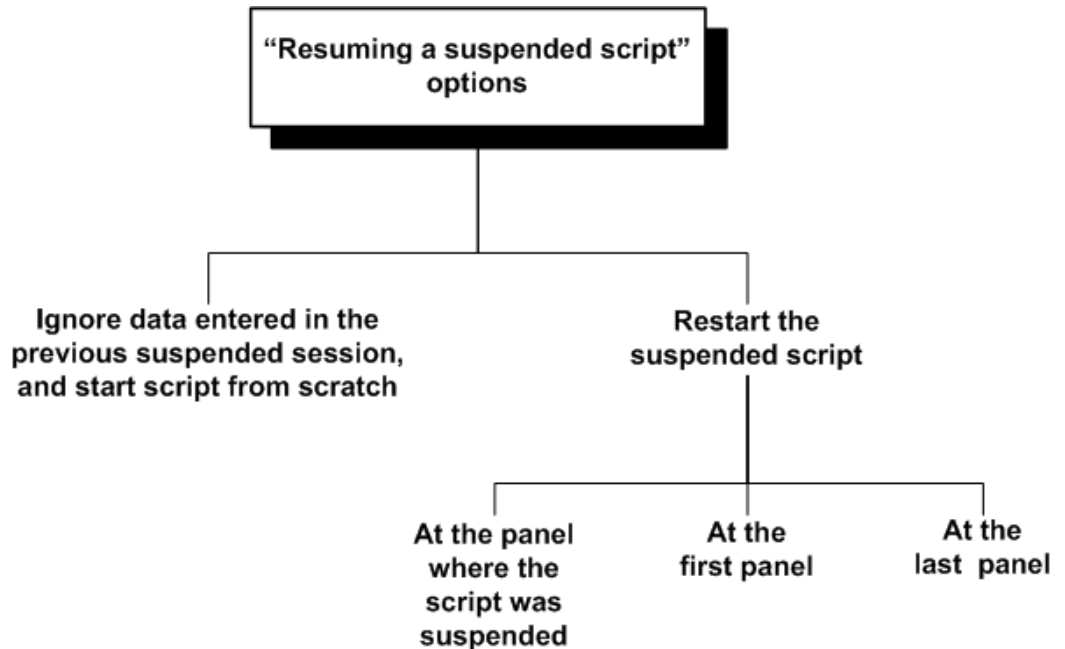 “Resuming a suspended script”
options
Ignore data entered in the
previous suspended session,
and start script from scratch
Restart the
suspended script
At the panel
where the
script was
suspended
At the
first panel
At the
last panel